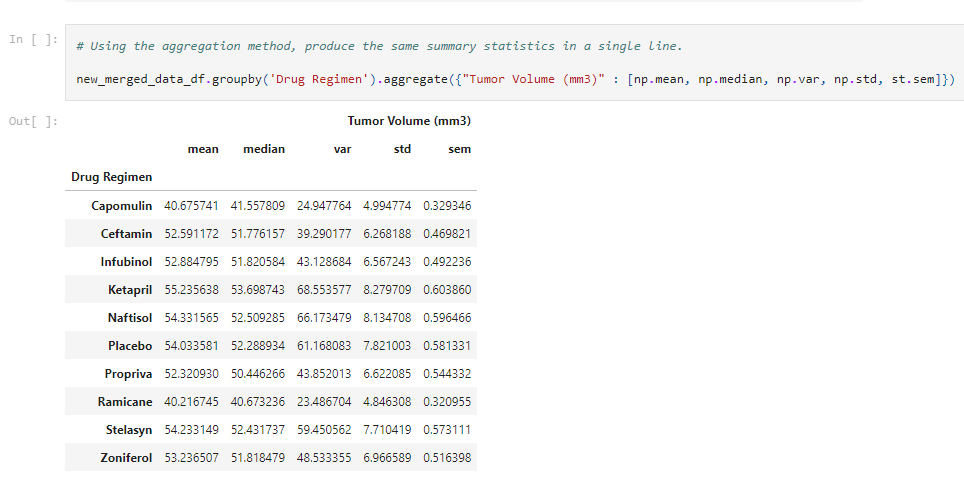 In [ ]: # Using the aggregation method, produce the same summary statistics in a single line.
new_merged_data_df.groupby('Drug Regimen').aggregate({"Tumor Volume (mm3)" : [np.mean, np.median, np.var, np.std, st.sem]})
Out[ ]: Tumor Volume (mm3)
mean median var std sem
Drug Regimen
Capomulin 40.675741 41.557809 24.947764 4.994774 0.329346
Ceftamin 52.591172 51.776157 39.290177 6.268188 0.469821
Infubinol 52.884795 51.820584 43.128684 6.567243 0.492236
Ketapril 55.235638 53.698743 68.553577 8.279709 0.603860
Naftisol 54.331565 52.509285 66.173479 8.134708 0.596466
Placebo 54.033581 52.288934 61.168083 7.821003 0.581331
Propriva 52.320930 50.446266 43.852013 6.622085 0.544332
Ramicane 40.216745 40.673236 23.486704 4.846308 0.320955
Stelasyn 54.233149 52.431737 59.450562 7.710419 0.573111
Zoniferol 53.236507 51.818479 48.533355 6.966589 0.516398